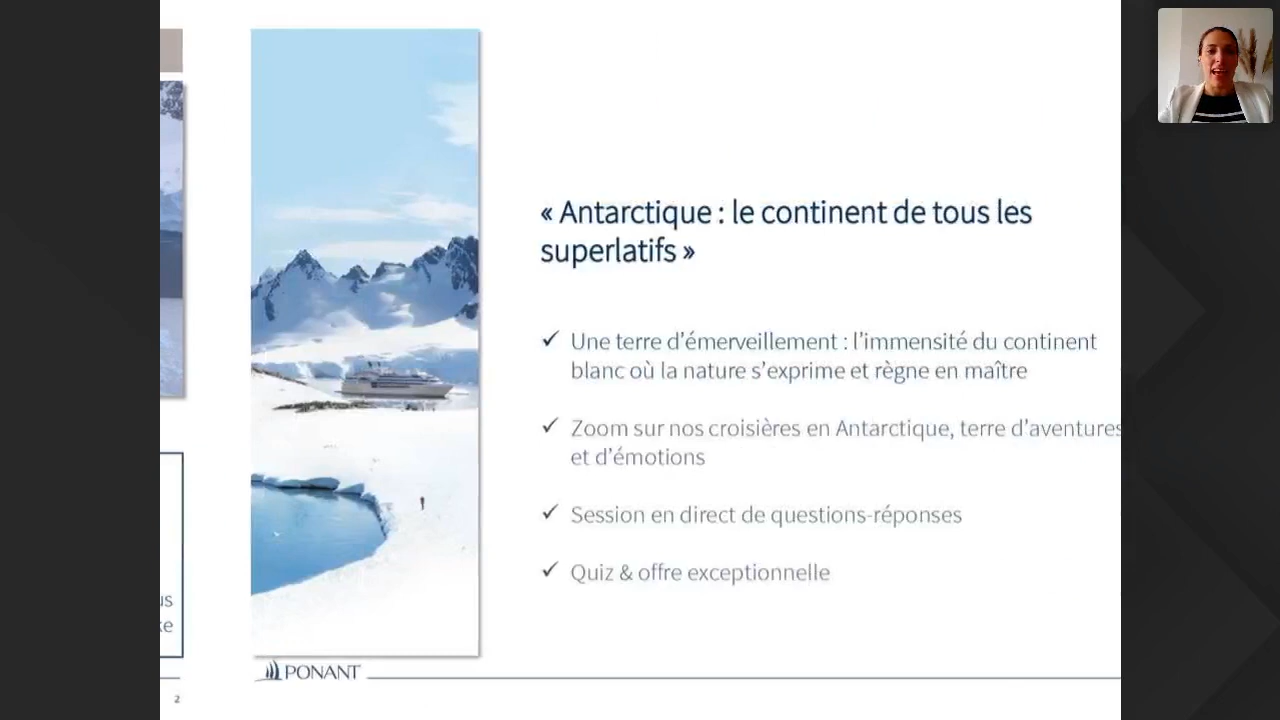 « Antarctique : le continent de tous les
superlatifs »
Une terre d’émerveillement : l’immensité du continent
blanc où la nature s’exprime et règne en maître
Zoom sur nos croisières en Antarctique, terre d’aventures
et d’émotions
Session en direct de questions-réponses
Quiz & offre exceptionnelle
PONANT
2